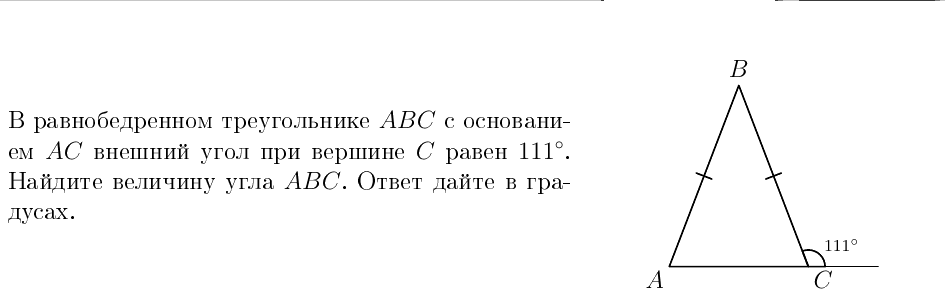 В равнобедренном треугольнике ABC с основани-
ем AC внешний угол при вершине C равен 111°.
Найдите величину угла ABC. Ответ дайте в гра-
дусах.
B
111°
A
C